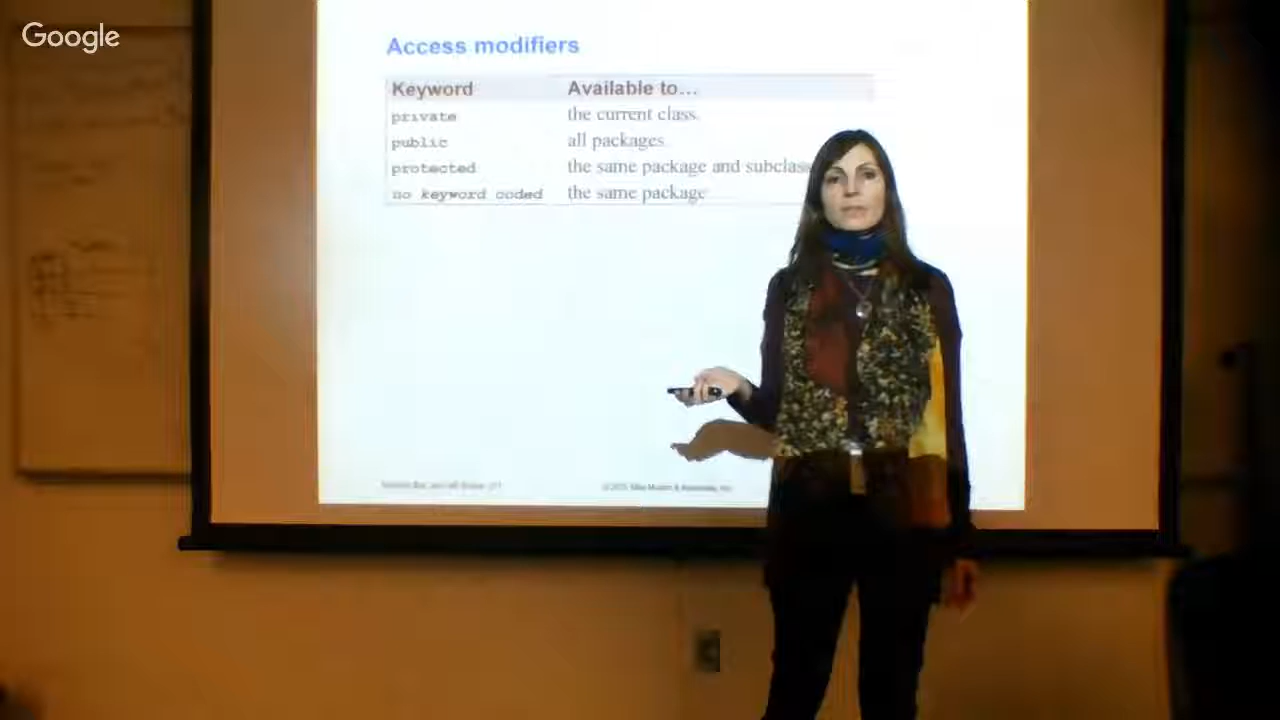 Google
Access modifiers
Keyword Available to...
private the current class.
public all packages.
protected the same package and
no keyword coded the same package